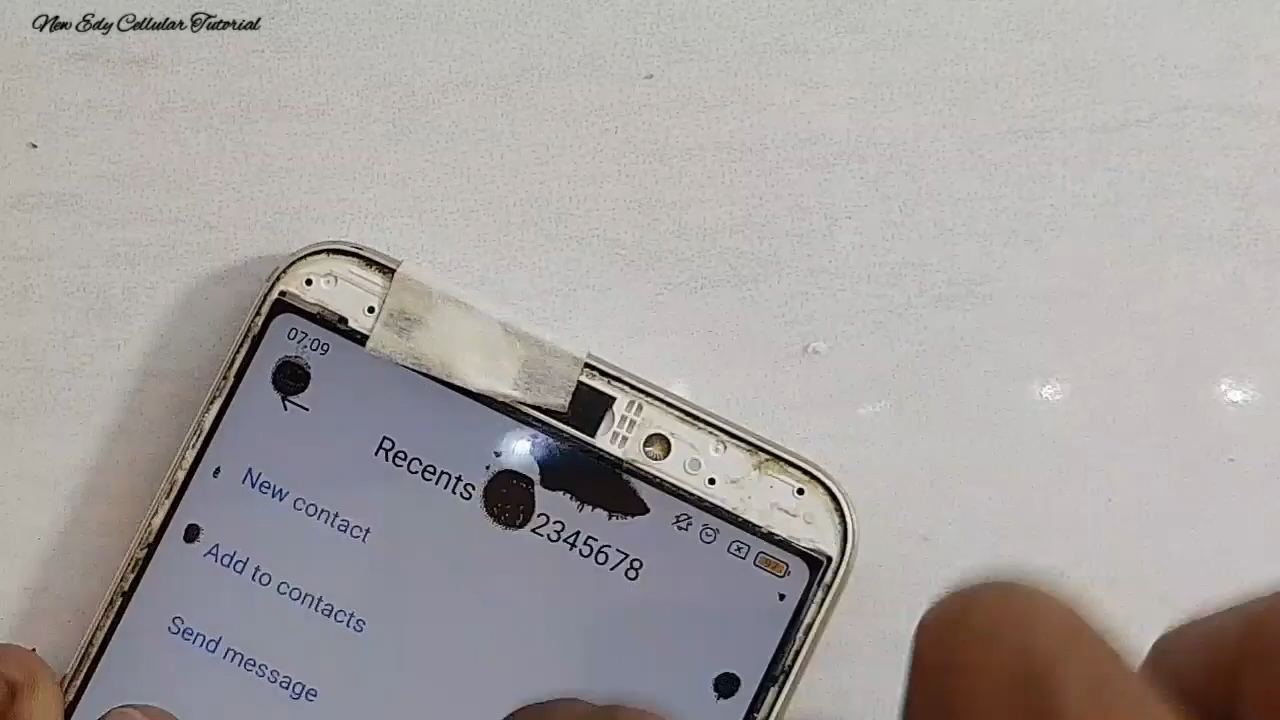 New Edy Cellular Tutorial
07:09
Recents
2345678
New contact
Add to contacts
Send message